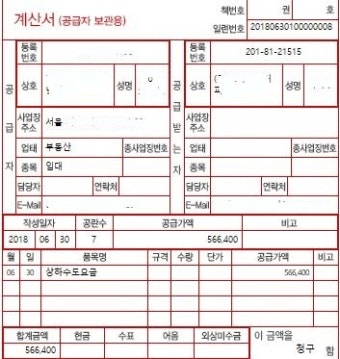 계산서 (공급자 보관용)
책번호 권 호
일련번호 20180630100000008
공급자
등록번호
상호 성명
사업장주소 서울
업태 부동산 종사업장번호
종목 임대
담당자 연락처
E-Mail
공급받는자
등록번호 201-81-21515
상호 성명
사업장주소
업태 종사업장번호
종목
담당자 연락처
E-Mail
작성일자 공란수 공급가액 비고
2018 06 30 7 566,400
월 일 품목명 규격 수량 단가 공급가액 비고
06 30 상하수도요금 566,400
합계금액 현금 수표 어음 외상미수금 이 금액을 청구 함
566,400